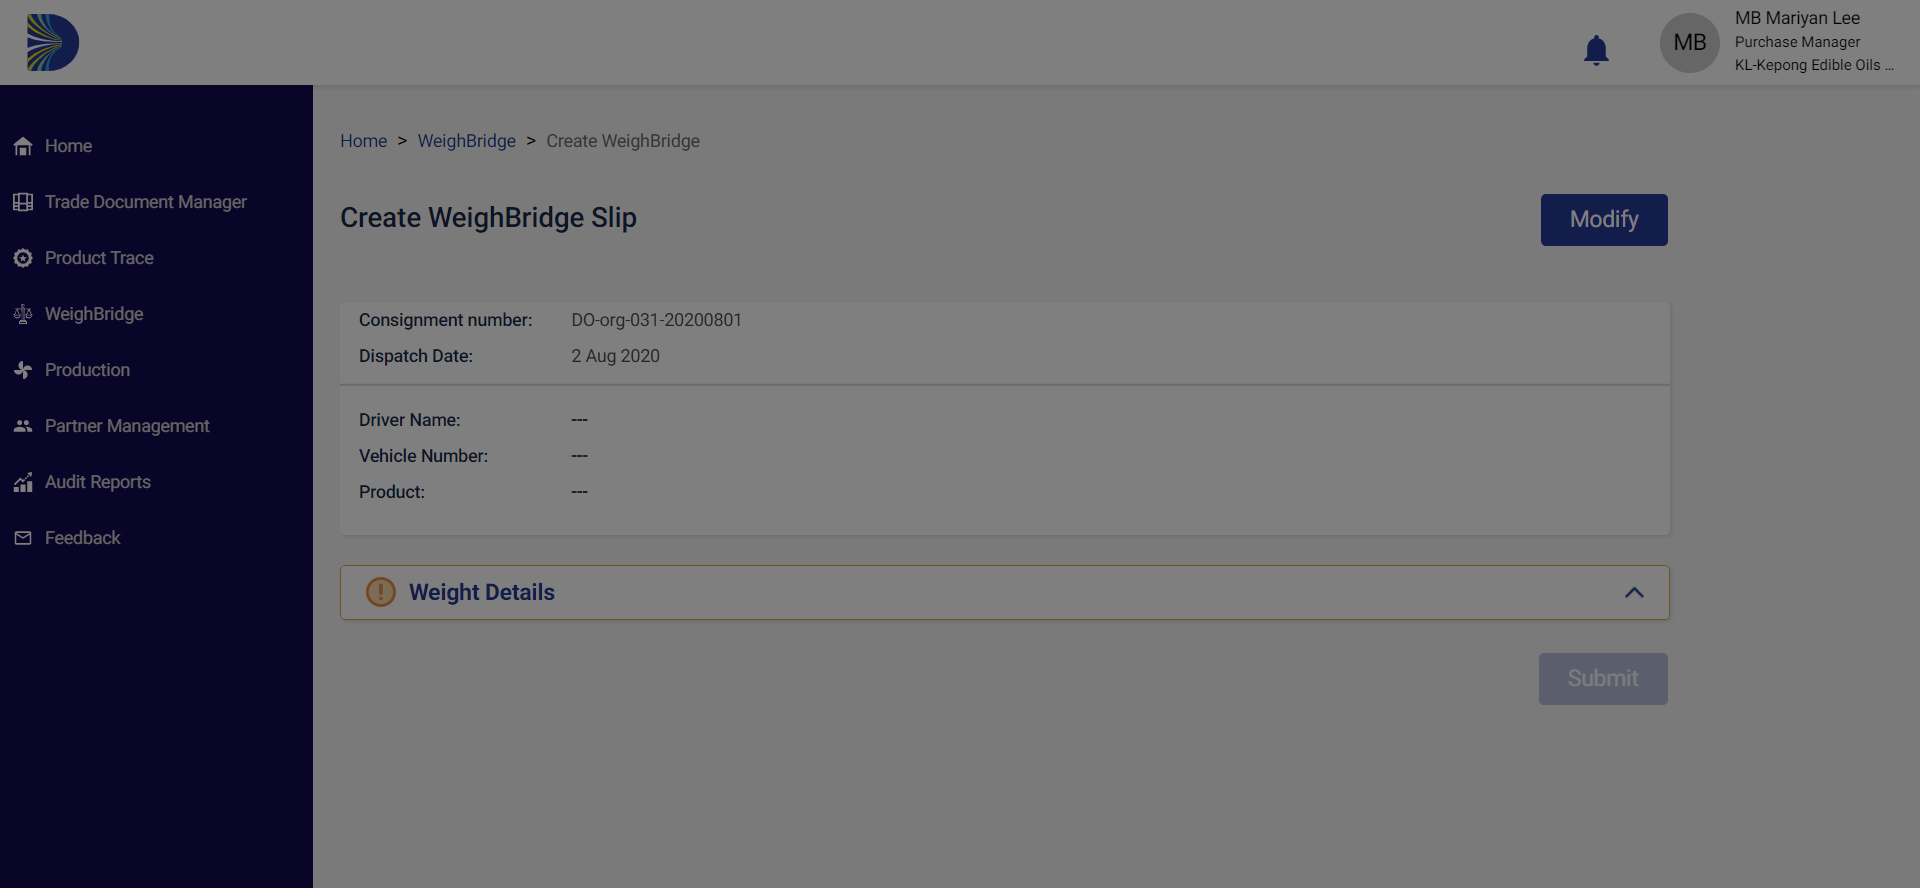 MB
MB Mariyan Lee
Purchase Manager
KL-Kepong Edible Oils ...
Home
Trade Document Manager
Product Trace
WeighBridge
Production
Partner Management
Audit Reports
Feedback
Home > WeighBridge > Create WeighBridge
Create WeighBridge Slip
Modify
Consignment number: DO-org-031-20200801
Dispatch Date: 2 Aug 2020
Driver Name: ---
Vehicle Number: ---
Product: ---
Weight Details
Submit